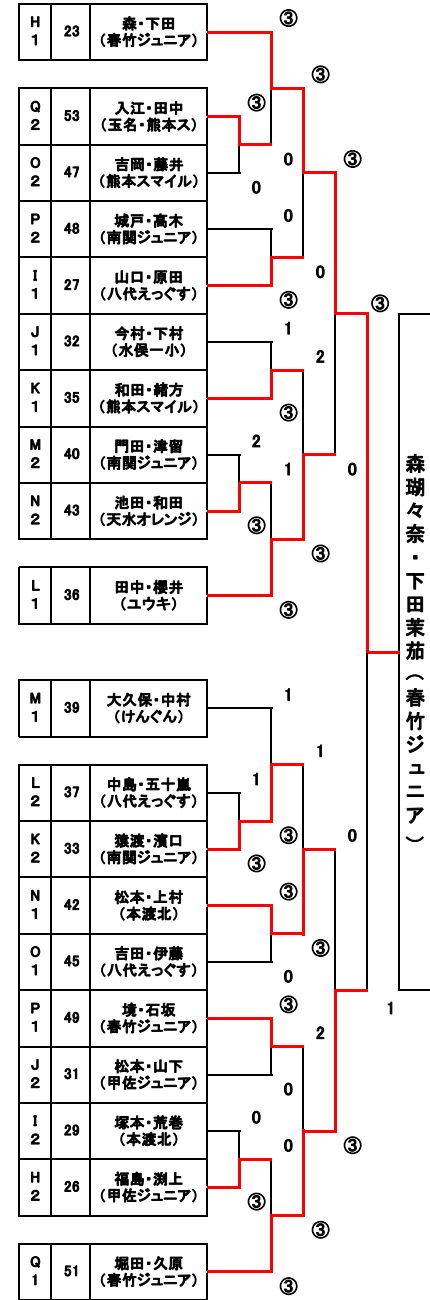 H 1 23 森・下田 (春竹ジュニア)
③
③
Q 2 53 入江・田中 (玉名・熊本ス)
③
0
③
O 2 47 吉岡・藤井 (熊本スマイル)
0
P 2 48 城戸・高木 (南関ジュニア)
0
I 1 27 山口・原田 (八代えっぐす)
③
0
③
J 1 32 今村・下村 (水俣一小)
1
2
K 1 35 和田・緒方 (熊本スマイル)
③
M 2 40 門田・津留 (南関ジュニア)
2
1
0
N 2 43 池田・和田 (天水オレンジ)
③
③
L 1 36 田中・櫻井 (ユウキ)
③
森瑚々奈・下田茉茄(春竹ジュニア)
M 1 39 大久保・中村 (けんぐん)
1
1
L 2 37 中島・五十嵐 (八代えっぐす)
1
K 2 33 猿渡・濱口 (南関ジュニア)
③
③
0
N 1 42 松本・上村 (本渡北)
③
O 1 45 吉田・伊藤 (八代えっぐす)
0
③
P 1 49 境・石坂 (春竹ジュニア)
③
2
1
J 2 31 松本・山下 (甲佐ジュニア)
0
I 2 29 塚本・荒巻 (本渡北)
0
0
③
H 2 26 福島・渕上 (甲佐ジュニア)
③
③
Q 1 51 堀田・久原 (春竹ジュニア)
③